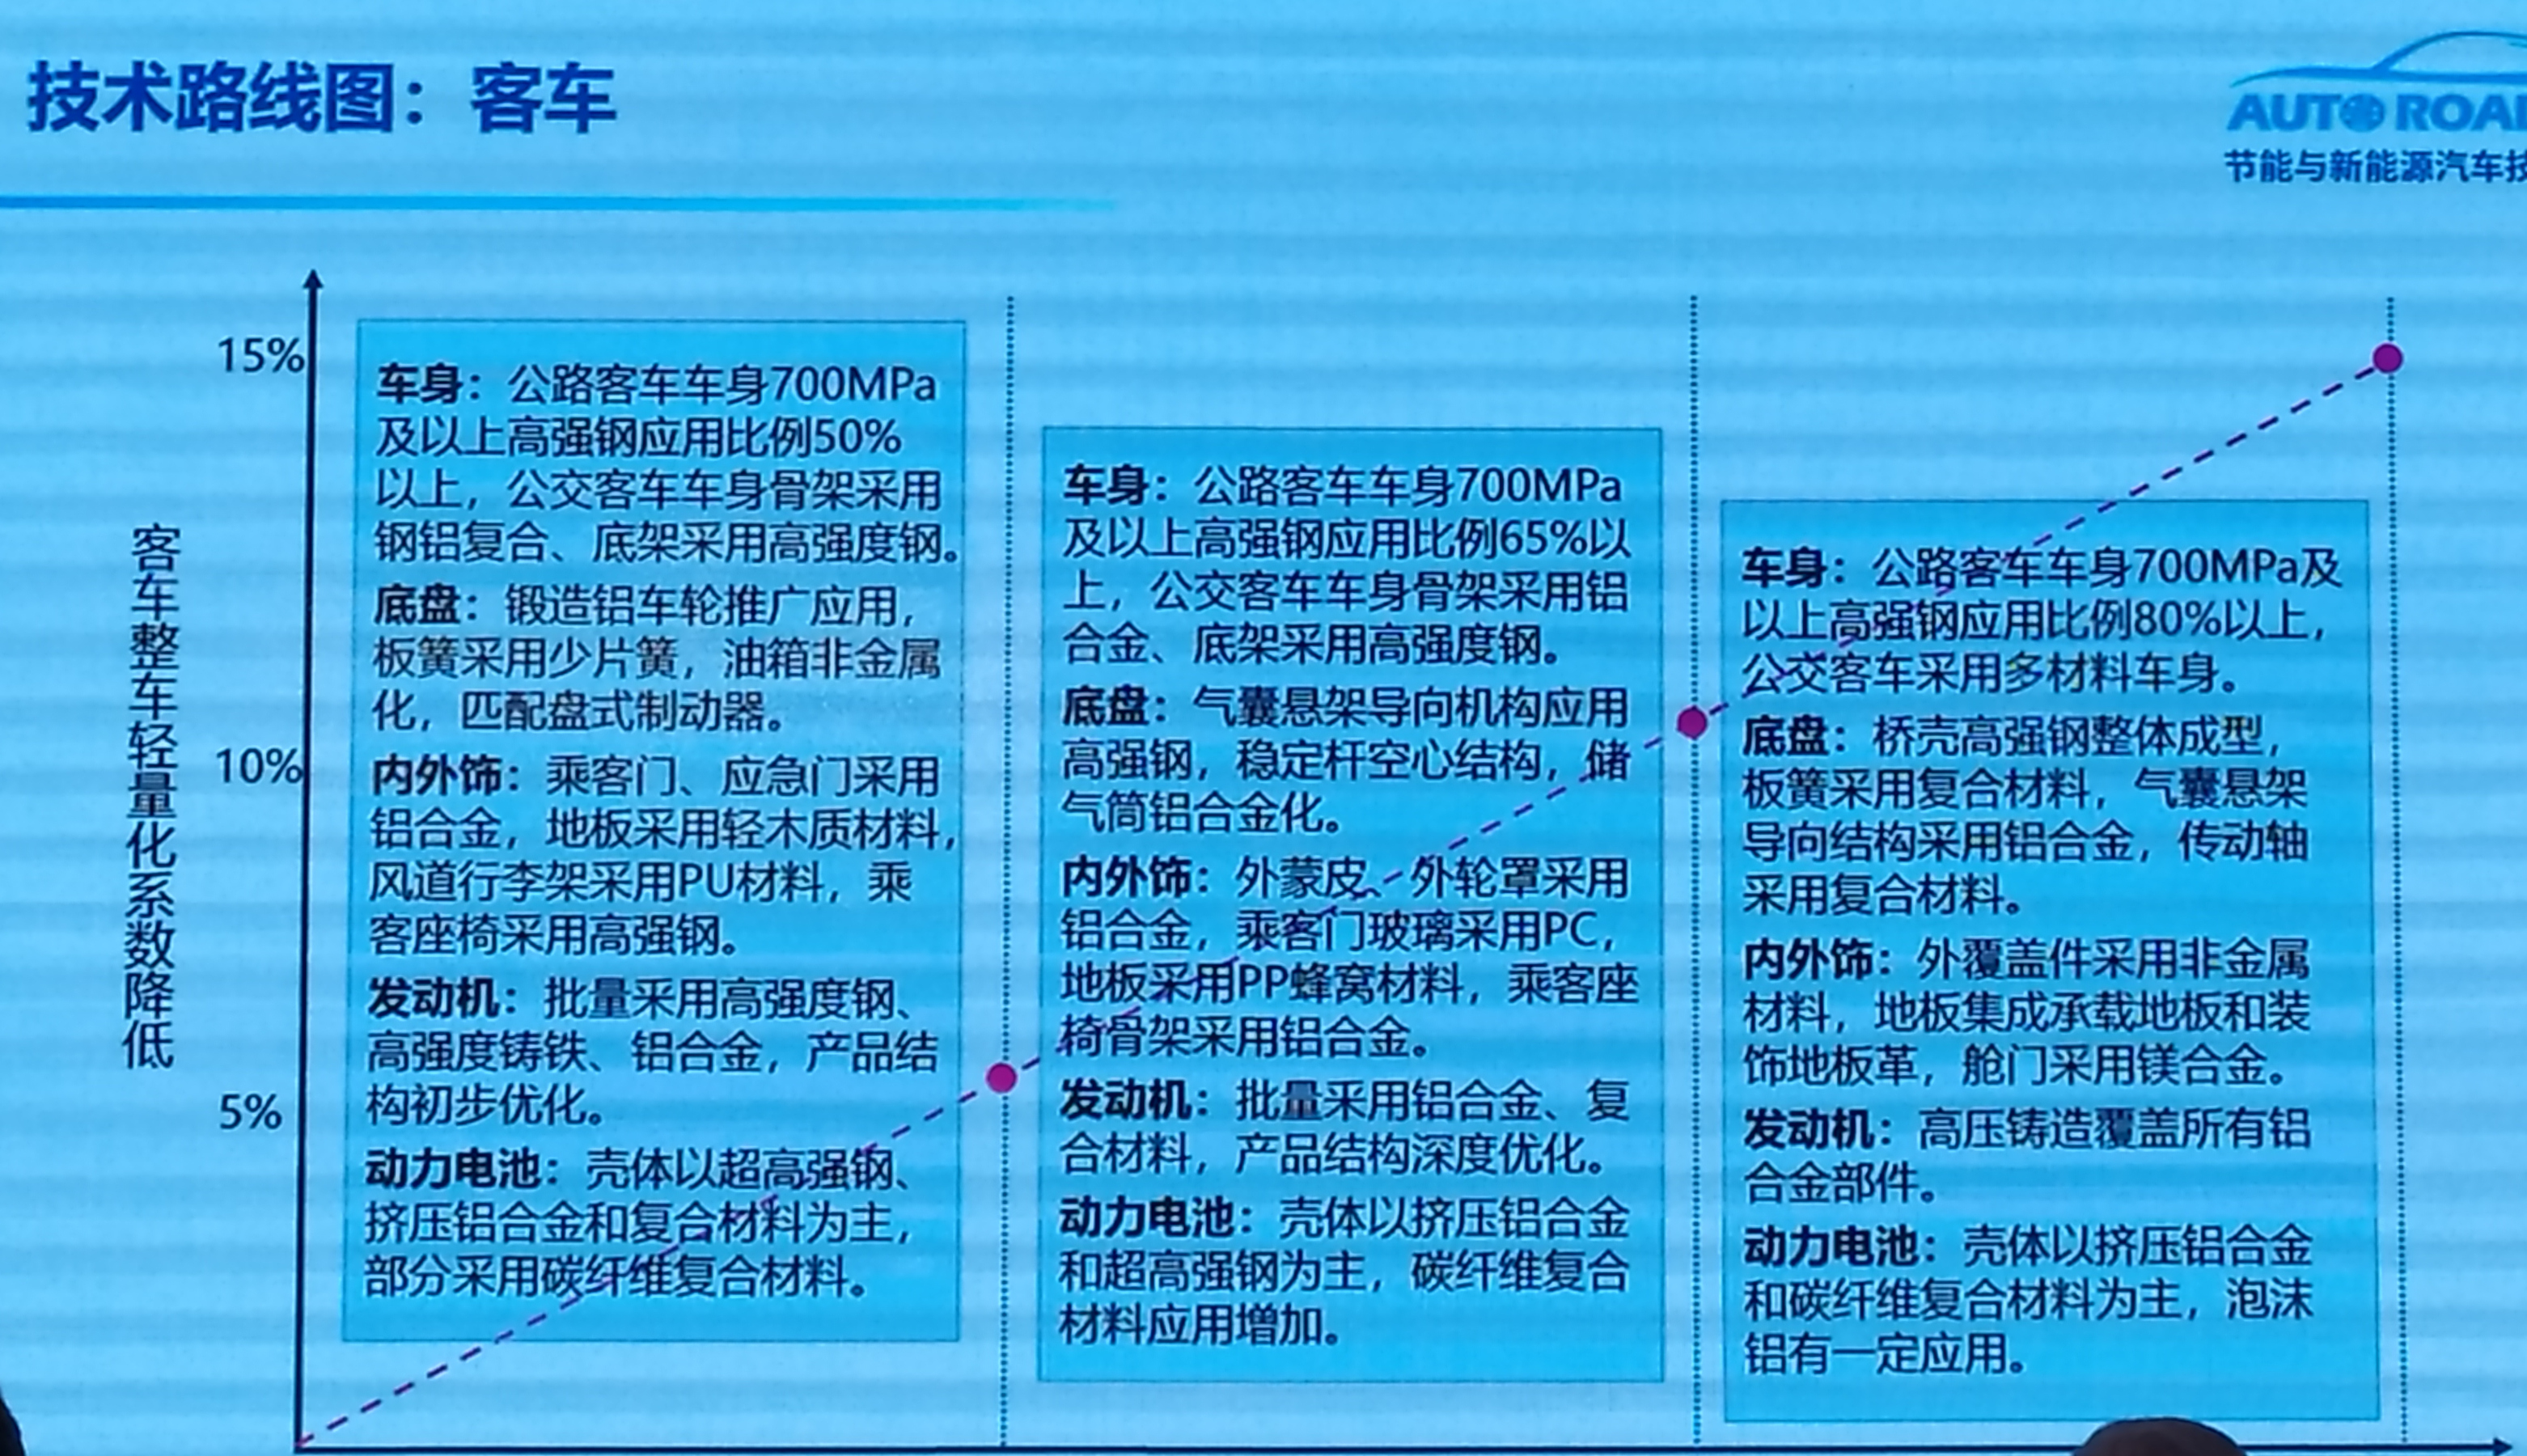 技术路线图：客车
AUTO ROA
节能与新能源汽车技
15%
10%
5%
客车整车轻量化系数降低
车身：公路客车车身700MPa
及以上高强钢应用比例50%
以上，公交客车车身骨架采用
钢铝复合、底架采用高强度钢。
底盘：锻造铝车轮推广应用，
板簧采用少片簧，油箱非金属
化，匹配盘式制动器。
内外饰：乘客门、应急门采用
铝合金，地板采用轻木质材料，
风道行李架采用PU材料，乘
客座椅采用高强钢。
发动机：批量采用高强度钢、
高强度铸铁、铝合金，产品结
构初步优化。
动力电池：壳体以超高强钢、
挤压铝合金和复合材料为主，
部分采用碳纤维复合材料。
车身：公路客车车身700MPa
及以上高强钢应用比例65%以
上，公交客车车身骨架采用铝
合金、底架采用高强度钢。
底盘：气囊悬架导向机构应用
高强钢，稳定杆空心结构，储
气筒铝合金化。
内外饰：外蒙皮、外轮罩采用
铝合金，乘客门玻璃采用PC，
地板采用PP蜂窝材料，乘客座
椅骨架采用铝合金。
发动机：批量采用铝合金、复
合材料，产品结构深度优化。
动力电池：壳体以挤压铝合金
和超高强钢为主，碳纤维复合
材料应用增加。
车身：公路客车车身700MPa及
以上高强钢应用比例80%以上，
公交客车采用多材料车身。
底盘：桥壳高强钢整体成型，
板簧采用复合材料，气囊悬架
导向结构采用铝合金，传动轴
采用复合材料。
内外饰：外覆盖件采用非金属
材料，地板集成承载地板和装
饰地板革，舱门采用镁合金。
发动机：高压铸造覆盖所有铝
合金部件。
动力电池：壳体以挤压铝合金
和碳纤维复合材料为主，泡沫
铝有一定应用。